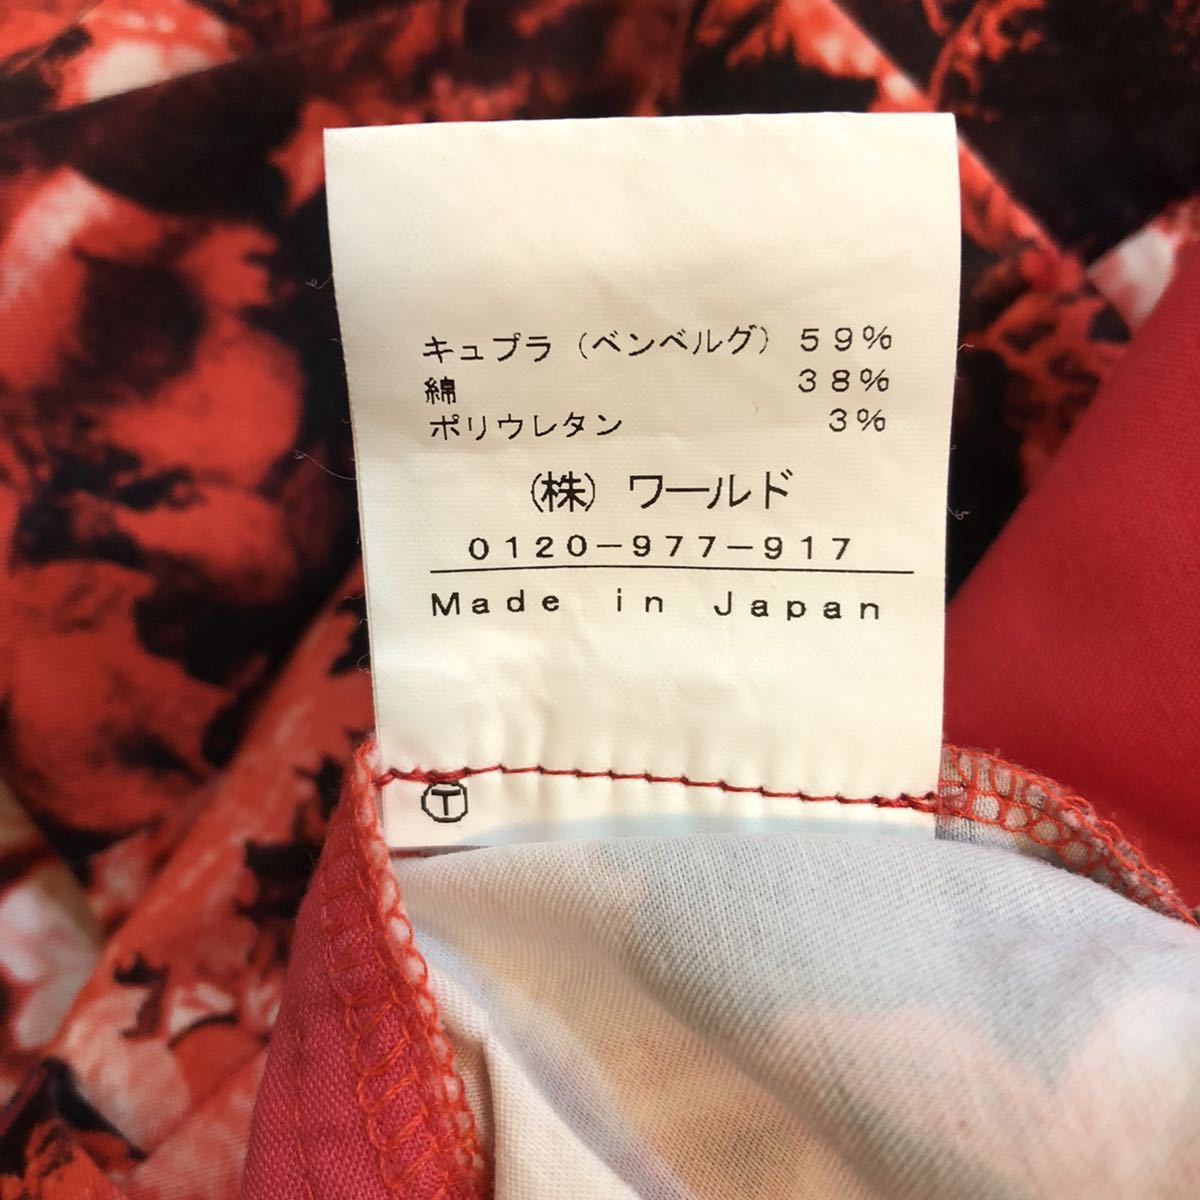 キュプラ（ベンベルグ）５９％
綿 ３８％
ポリウレタン ３％
（株）ワールド
０１２０－９７７－９１７
Ｍａｄｅ ｉｎ Ｊａｐａｎ
Ⓣ